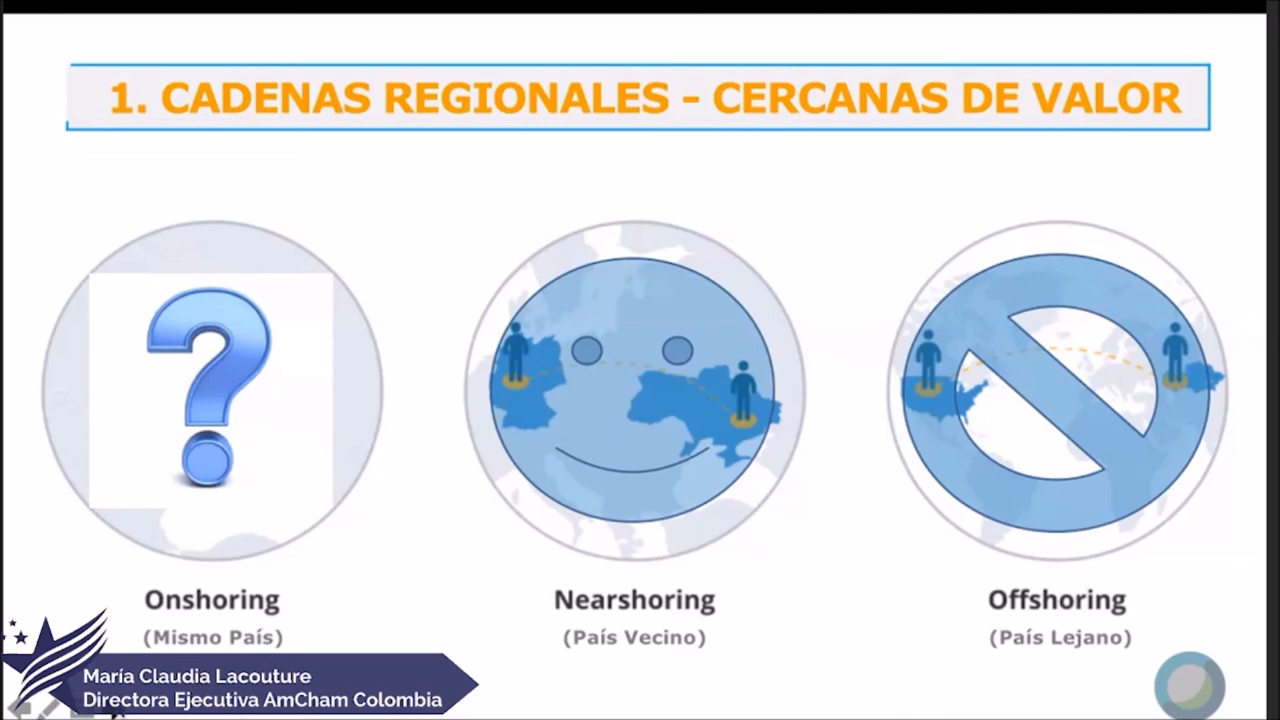 1. CADENAS REGIONALES - CERCANAS DE VALOR
Onshoring
(Mismo País)
Nearshoring
(País Vecino)
Offshoring
(País Lejano)
María Claudia Lacouture
Directora Ejecutiva AmCham Colombia